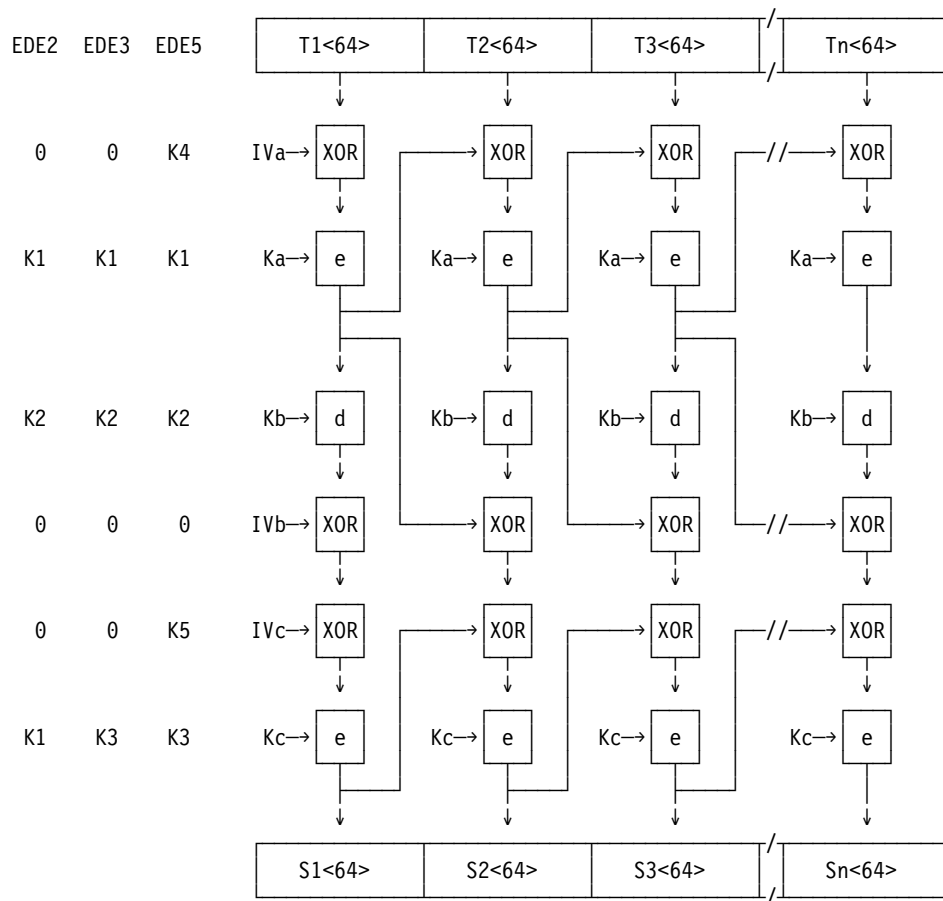 EDE2 EDE3 EDE5 T1<64> T2<64> T3<64> / Tn<64>
/
0 0 K4 IVa→ XOR → XOR → XOR // → XOR
K1 K1 K1 Ka→ e Ka→ e Ka→ e Ka→ e
K2 K2 K2 Kb→ d Kb→ d Kb→ d Kb→ d
0 0 0 IVb→ XOR → XOR → XOR // → XOR
0 0 K5 IVc→ XOR → XOR → XOR // → XOR
K1 K3 K3 Kc→ e Kc→ e Kc→ e Kc→ e
/
S1<64> S2<64> S3<64> Sn<64>
/